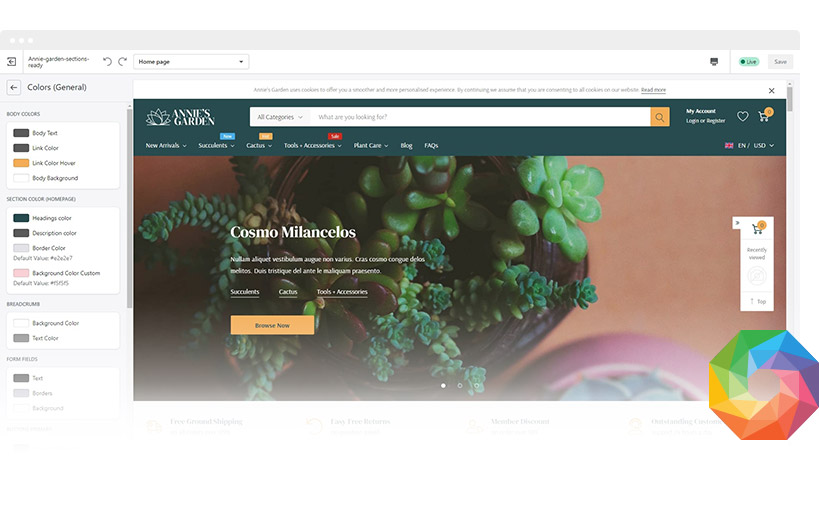 Annie-garden-sections-
ready
Home page
Live
Save
Colors (General)
BODY COLORS
Body Text
Link Color
Link Color Hover
Body Background
SECTION COLOR (HOMEPAGE)
Headings color
Description color
Border Color
Default Value: #e2e2e7
Background Color Custom
Default Value: #f5f5f5
BREADCRUMB
Background Color
Text Color
FORM FIELDS
Text
Borders
Background
Annie's Garden uses cookies to offer you a smoother and more personalised experience. By continuing we assume that you are consenting to all cookies on our website. Read more
ANNIE'S
GARDEN
All Categories
What are you looking for?
My Account
Login or Register
0
New
Hot
Sale
New Arrivals
Succulents
Cactus
Tools + Accessories
Plant Care
Blog
FAQs
EN / USD
Cosmo Milancelos
Nullam aliquet vestibulum augue non varius. Cras cosmo congue delos
melitos. Duis tristique del ante le maliquam praesento.
Succulents
Cactus
Tools + Accessories
Browse Now
0
Recently
viewed
Top
Free Ground Shipping
Easy Free Returns
Member Discount
Outstanding Custom